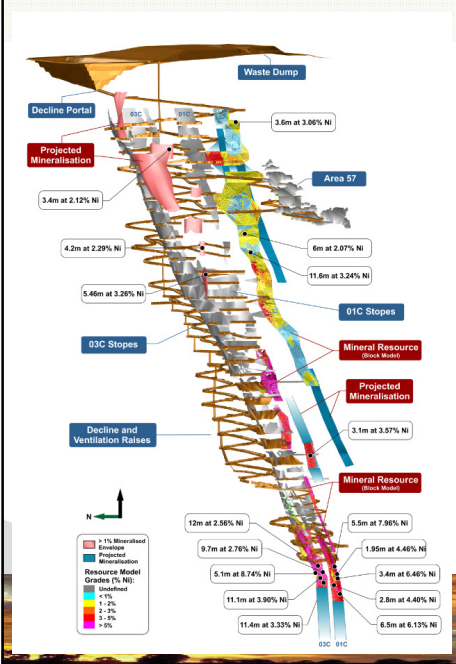 Waste Dump
Decline Portal
03C
01C
3.6m at 3.06% Ni
Projected
Mineralisation
Area 57
3.4m at 2.12% Ni
4.2m at 2.29% Ni
6m at 2.07% Ni
11.6m at 3.24% Ni
5.46m at 3.26% Ni
01C Stopes
03C Stopes
Mineral Resource
(Block Model)
Projected
Mineralisation
Decline and
Ventilation Raises
3.1m at 3.57% Ni
Mineral Resource
(Block Model)
N
12m at 2.56% Ni
5.5m at 7.96% Ni
9.7m at 2.76% Ni
1.95m at 4.46% Ni
5.1m at 8.74% Ni
3.4m at 6.46% Ni
11.1m at 3.90% Ni
2.8m at 4.40% Ni
11.4m at 3.33% Ni
6.5m at 6.13% Ni
03C
01C
> 1% Mineralised
Envelope
Projected
Mineralisation
Resource Model
Grades (% Ni):
Undefined
< 1%
1 - 2%
2 - 3%
3 - 5%
> 5%